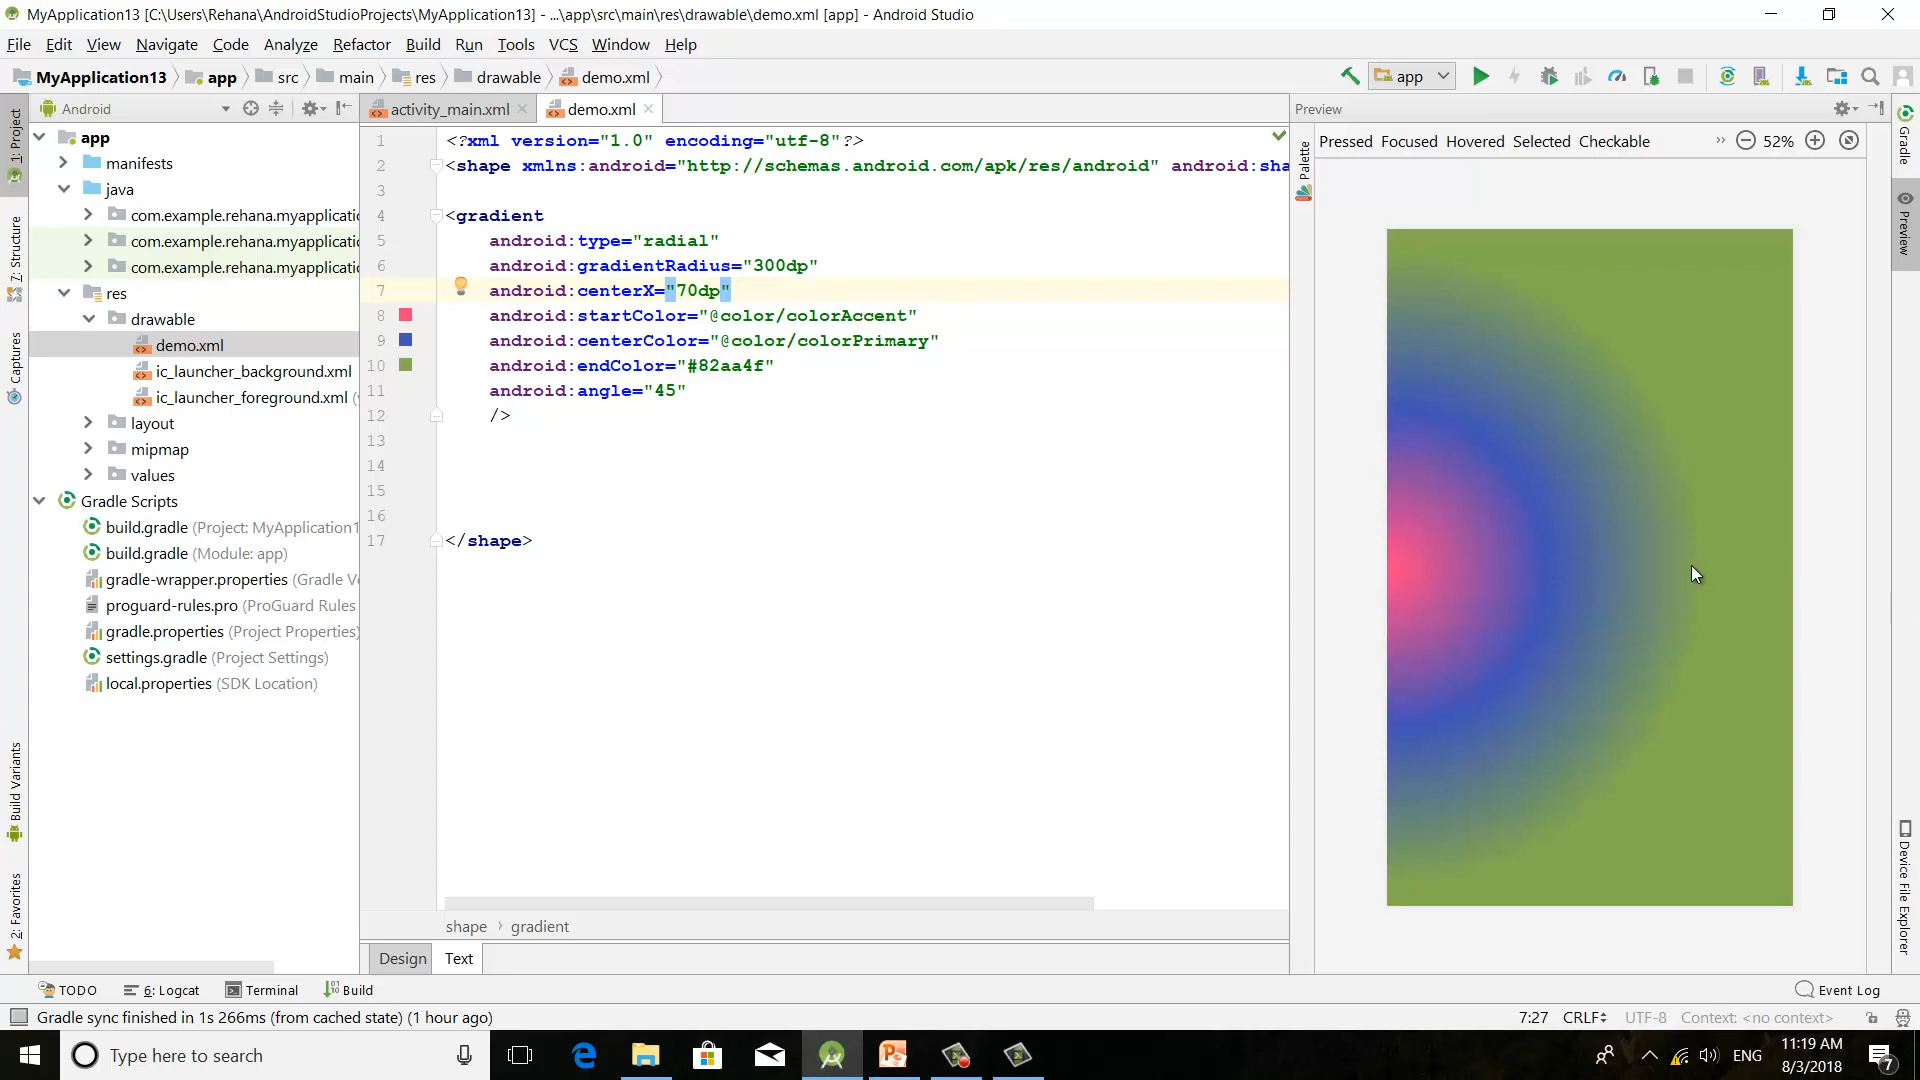 MyApplication13 [C:\Users\Rehana\AndroidStudioProjects\MyApplication13] - ...\app\src\main\res\drawable\demo.xml [app] - Android Studio
File Edit View Navigate Code Analyze Refactor Build Run Tools VCS Window Help
MyApplication13 app src main res drawable demo.xml app
Android
activity_main.xml demo.xml
Preview
1: Project
7: Structure
Captures
Build Variants
2: Favorites
app
manifests
java
com.example.rehana.myapplicatio
com.example.rehana.myapplicatio
com.example.rehana.myapplicatio
res
drawable
demo.xml
ic_launcher_background.xml
ic_launcher_foreground.xml (
layout
mipmap
values
Gradle Scripts
build.gradle (Project: MyApplication1
build.gradle (Module: app)
gradle-wrapper.properties (Gradle Ve
proguard-rules.pro (ProGuard Rules
gradle.properties (Project Properties)
settings.gradle (Project Settings)
local.properties (SDK Location)
1 <?xml version="1.0" encoding="utf-8"?>
2 <shape xmlns:android="http://schemas.android.com/apk/res/android" android:sha
3
4 <gradient
5 android:type="radial"
6 android:gradientRadius="300dp"
7 android:centerX="70dp"
8 android:startColor="@color/colorAccent"
9 android:centerColor="@color/colorPrimary"
10 android:endColor="#82aa4f"
11 android:angle="45"
12 />
13
14
15
16
17 </shape>
shape › gradient
Design Text
Palette
Pressed Focused Hovered Selected Checkable » 52%
Gradle
Preview
Device File Explorer
TODO 6: Logcat Terminal Build Event Log
Gradle sync finished in 1s 266ms (from cached state) (1 hour ago) 7:27 CRLF UTF-8 Context: <no context>
Type here to search ENG 11:19 AM
8/3/2018 7